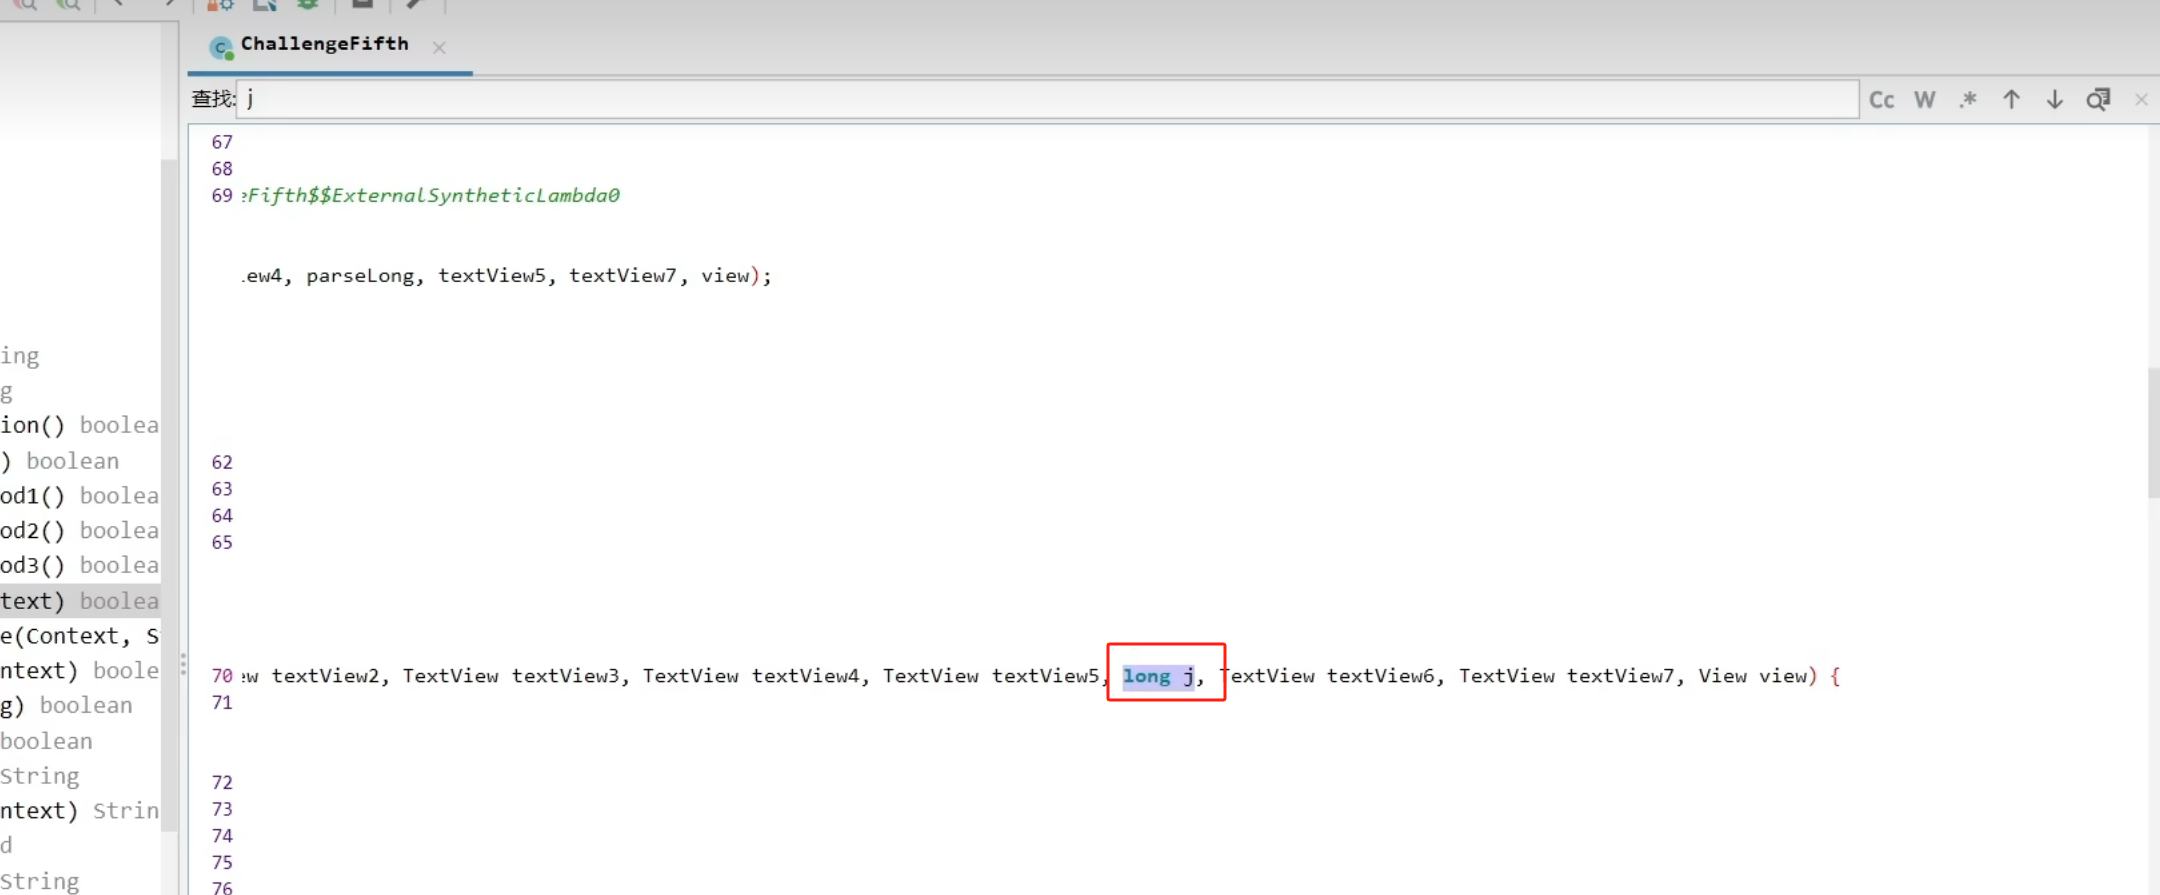 ChallengeFifth
查找: j
Cc W .*
67
68
69 eFifth$$ExternalSyntheticLambda0
ew4, parseLong, textView5, textView7, view);
62
63
64
65
70 ew textView2, TextView textView3, TextView textView4, TextView textView5, long j, TextView textView6, TextView textView7, View view) {
71
72
73
74
75
76
ing
g
ion() boolea
) boolean
od1() boolea
od2() boolea
od3() boolea
text) boolea
e(Context, S
ntext) boole
g) boolean
boolean
String
ntext) Strin
d
String